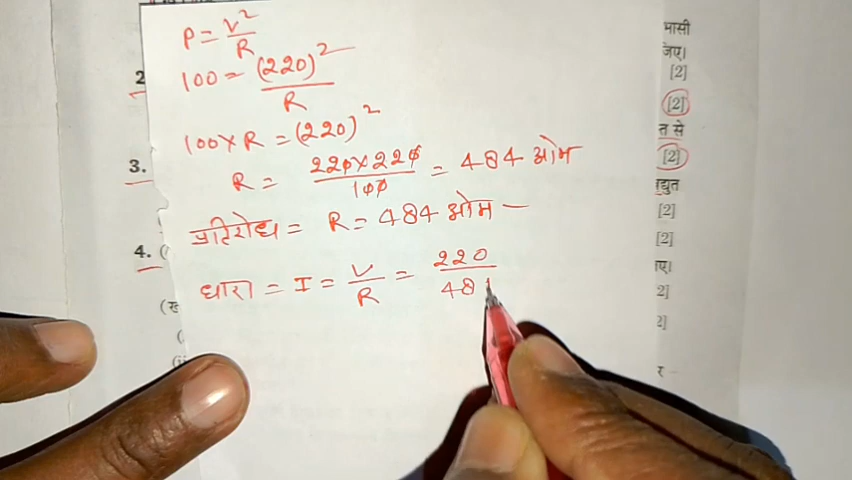 P = V²/R
100 = (220)²/R
100 × R = (220)²
R = 220 × 220/100 = 484 ओम
प्रतिरोध = R = 484 ओम –
धारा = I = V/R = 220/48
2
3.
4.
[2]
[2]
त से
[2]
[2]
[2]
2]
2]